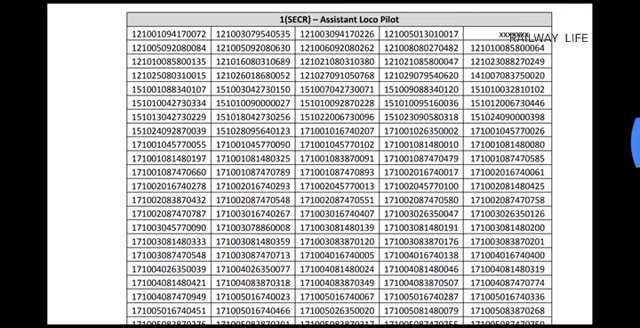 1(SECR) – Assistant Loco Pilot
RAILWAY LIFE
121001094170072 121003079540535 121003094170226 121005013010017
121005092080084 121005092080630 121006092080262 121008080270482 121010085800064
121010085800135 121016080310689 121021080310380 121021085800047 121023088270249
121025080310015 121026018680052 121027091050768 121029079540620 141007083750020
151001088340107 151003042730150 151007042730071 151009088340120 151010032810102
151010042730334 151010090000027 151010092870228 151010095160036 151012006730446
151013042730229 151018042730256 151022006730096 151023090580318 151024090000398
151024092870039 151028095640123 171001016740207 171001026350002 171001045770026
171001045770055 171001045770090 171001045770102 171001081480010 171001081480080
171001081480197 171001081480325 171001083870091 171001087470479 171001087470585
171001087470660 171001087470789 171001087470893 171002016740017 171002016740061
171002016740278 171002016740293 171002045770013 171002045770100 171002081480425
171002083870432 171002087470548 171002087470551 171002087470580 171002087470758
171002087470787 171003016740267 171003016740407 171003026350047 171003026350126
171003045770090 171003078860008 171003081480139 171003081480191 171003081480200
171003081480333 171003081480359 171003083870120 171003083870176 171003083870201
171003087470548 171003087470713 171004016740005 171004016740038 171004016740400
171004026350039 171004026350077 171004081480024 171004081480046 171004081480319
171004081480421 171004083870318 171004083870349 171004083870507 171004087470774
171004087470949 171005016740023 171005016740067 171005016740287 171005016740336
171005016740451 171005016740466 171005026350020 171005081480079 171005083870268